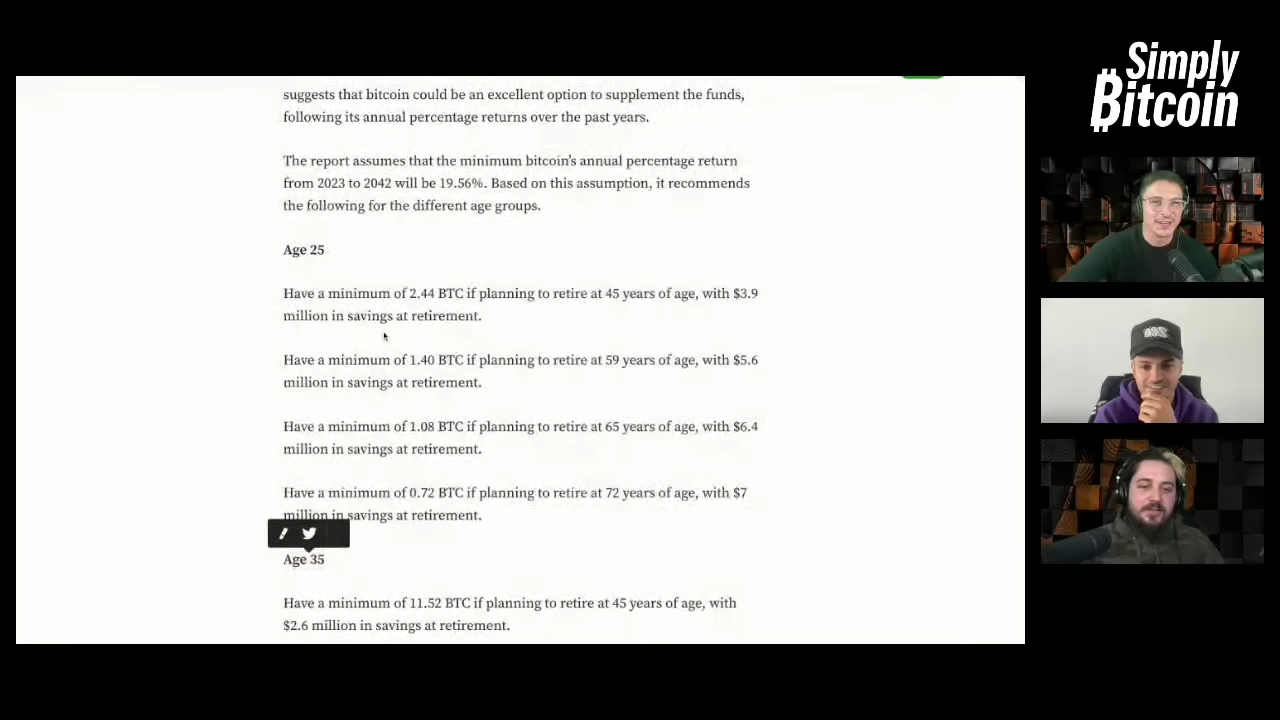 Simply
Bitcoin
suggests that bitcoin could be an excellent option to supplement the funds,
following its annual percentage returns over the past years.
The report assumes that the minimum bitcoin’s annual percentage return
from 2023 to 2042 will be 19.56%. Based on this assumption, it recommends
the following for the different age groups.
Age 25
Have a minimum of 2.44 BTC if planning to retire at 45 years of age, with $3.9
million in savings at retirement.
Have a minimum of 1.40 BTC if planning to retire at 59 years of age, with $5.6
million in savings at retirement.
Have a minimum of 1.08 BTC if planning to retire at 65 years of age, with $6.4
million in savings at retirement.
Have a minimum of 0.72 BTC if planning to retire at 72 years of age, with $7
million in savings at retirement.
Age 35
Have a minimum of 11.52 BTC if planning to retire at 45 years of age, with
$2.6 million in savings at retirement.